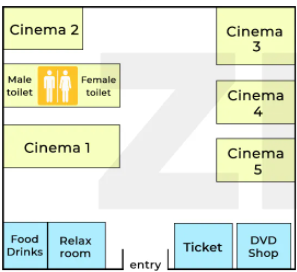 Cinema 2
Cinema
3
Male
toilet
Female
toilet
Cinema
4
Cinema 1
Cinema
5
Food
Drinks
Relax
room
entry
Ticket
DVD
Shop